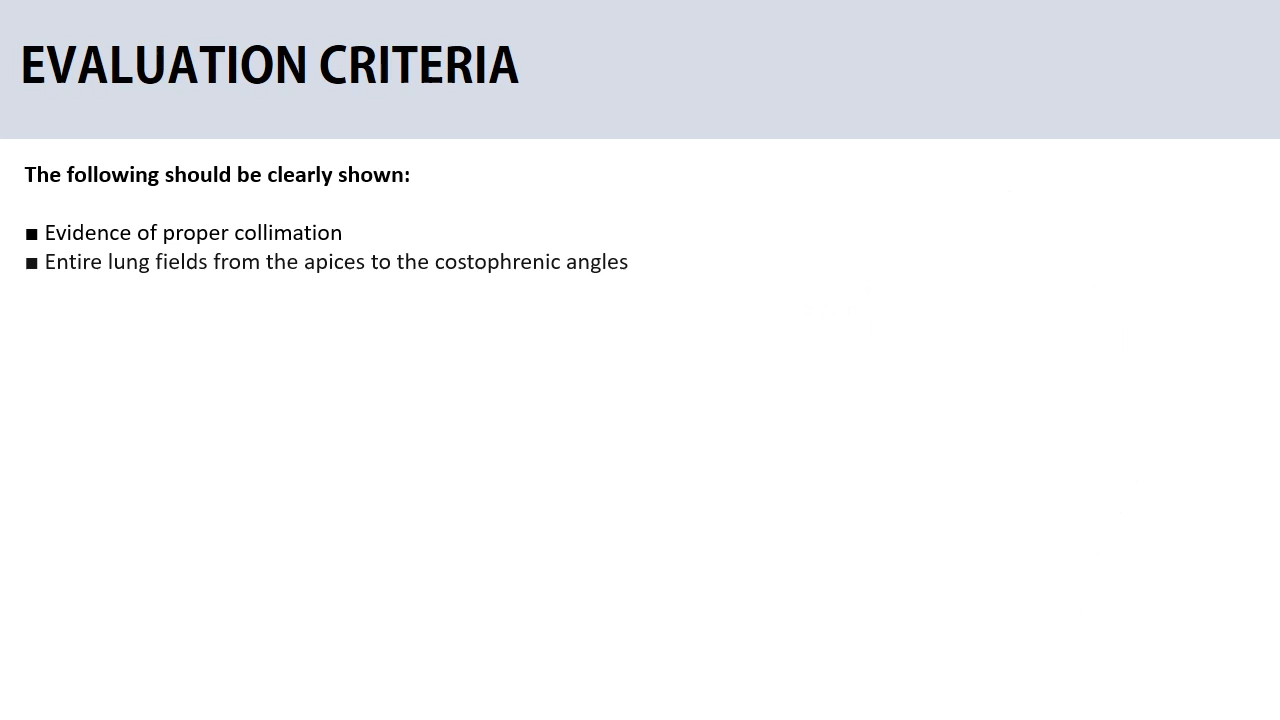 EVALUATION CRITERIA
The following should be clearly shown:
■ Evidence of proper collimation
■ Entire lung fields from the apices to the costophrenic angles